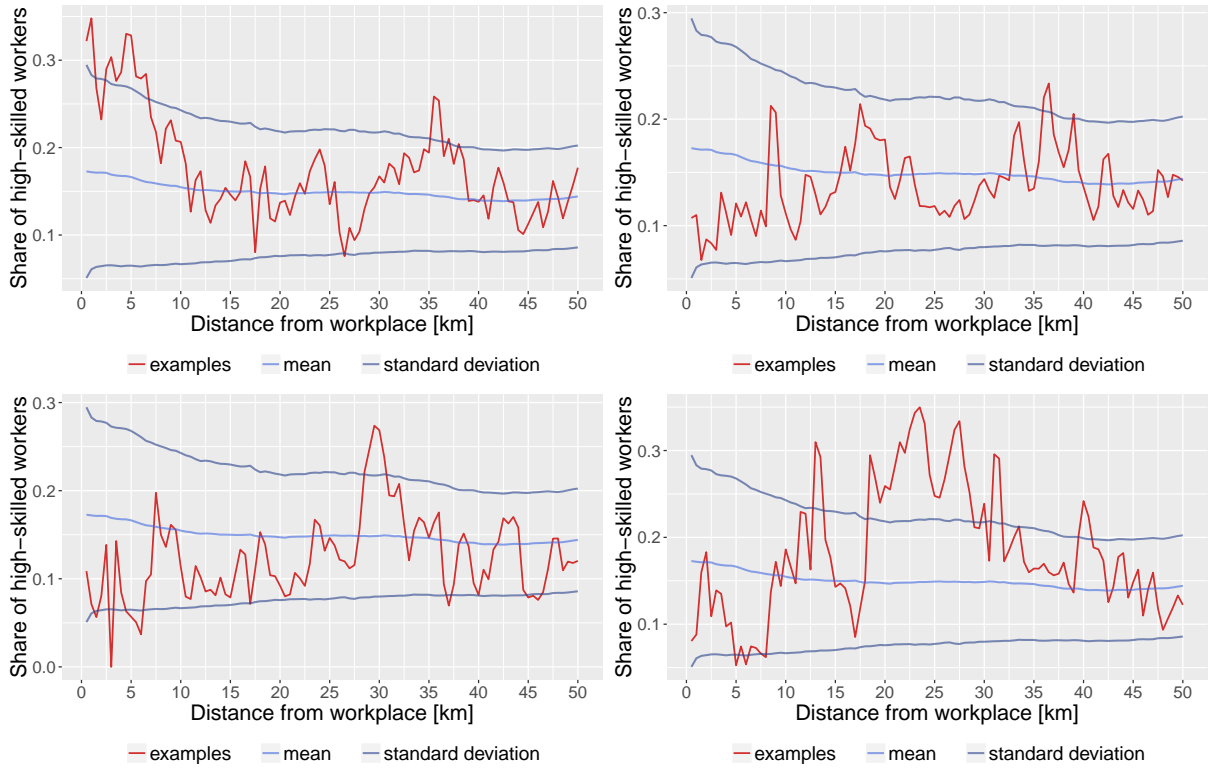 Share of high−skilled workers
0.3
0.2
0.1
0 5 10 15 20 25 30 35 40 45 50
Distance from workplace [km]
examples mean standard deviation
Share of high−skilled workers
0.3
0.2
0.1
0 5 10 15 20 25 30 35 40 45 50
Distance from workplace [km]
examples mean standard deviation
Share of high−skilled workers
0.3
0.2
0.1
0.0
0 5 10 15 20 25 30 35 40 45 50
Distance from workplace [km]
examples mean standard deviation
Share of high−skilled workers
0.3
0.2
0.1
0 5 10 15 20 25 30 35 40 45 50
Distance from workplace [km]
examples mean standard deviation